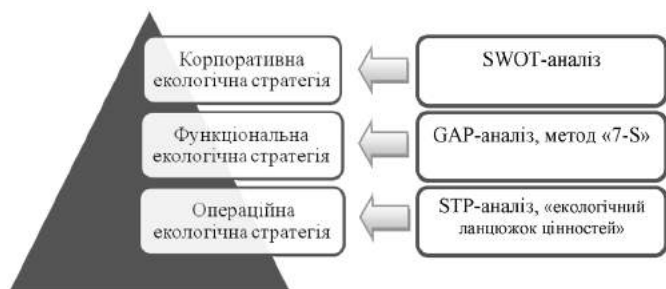 Корпоративна
екологічна стратегія
SWOT-аналіз
Функціональна
екологічна стратегія
GAP-аналіз, метод «7-S»
Операційна
екологічна стратегія
STP-аналіз, «екологічний
ланцюжок цінностей»